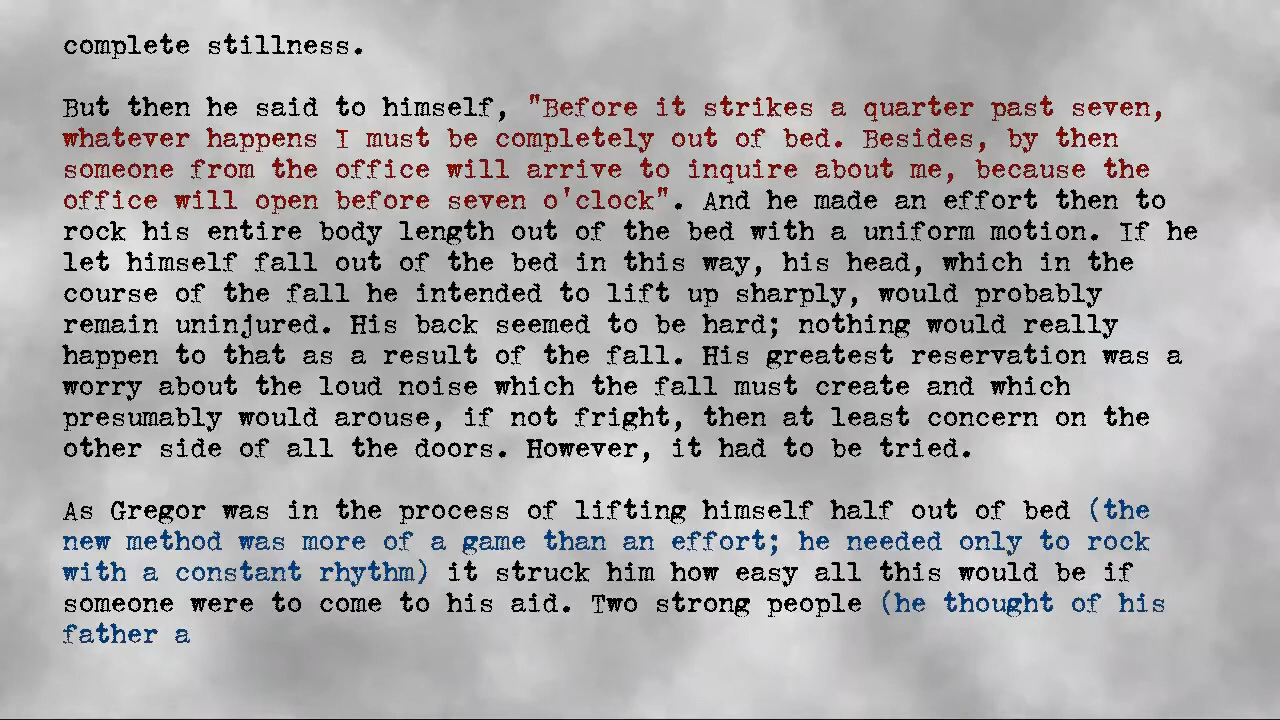 complete stillness.
But then he said to himself, "Before it strikes a quarter past seven,
whatever happens I must be completely out of bed. Besides, by then
someone from the office will arrive to inquire about me, because the
office will open before seven o'clock". And he made an effort then to
rock his entire body length out of the bed with a uniform motion. If he
let himself fall out of the bed in this way, his head, which in the
course of the fall he intended to lift up sharply, would probably
remain uninjured. His back seemed to be hard; nothing would really
happen to that as a result of the fall. His greatest reservation was a
worry about the loud noise which the fall must create and which
presumably would arouse, if not fright, then at least concern on the
other side of all the doors. However, it had to be tried.
As Gregor was in the process of lifting himself half out of bed (the
new method was more of a game than an effort; he needed only to rock
with a constant rhythm) it struck him how easy all this would be if
someone were to come to his aid. Two strong people (he thought of his
father a